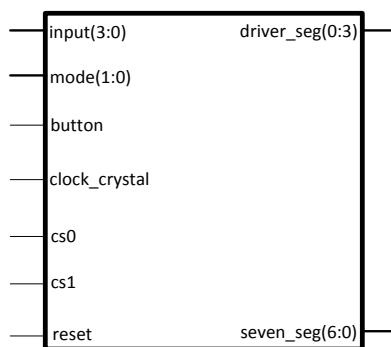 input(3:0) driver_seg(0:3)
mode(1:0)
button
clock_crystal
cs0
cs1
reset seven_seg(6:0)